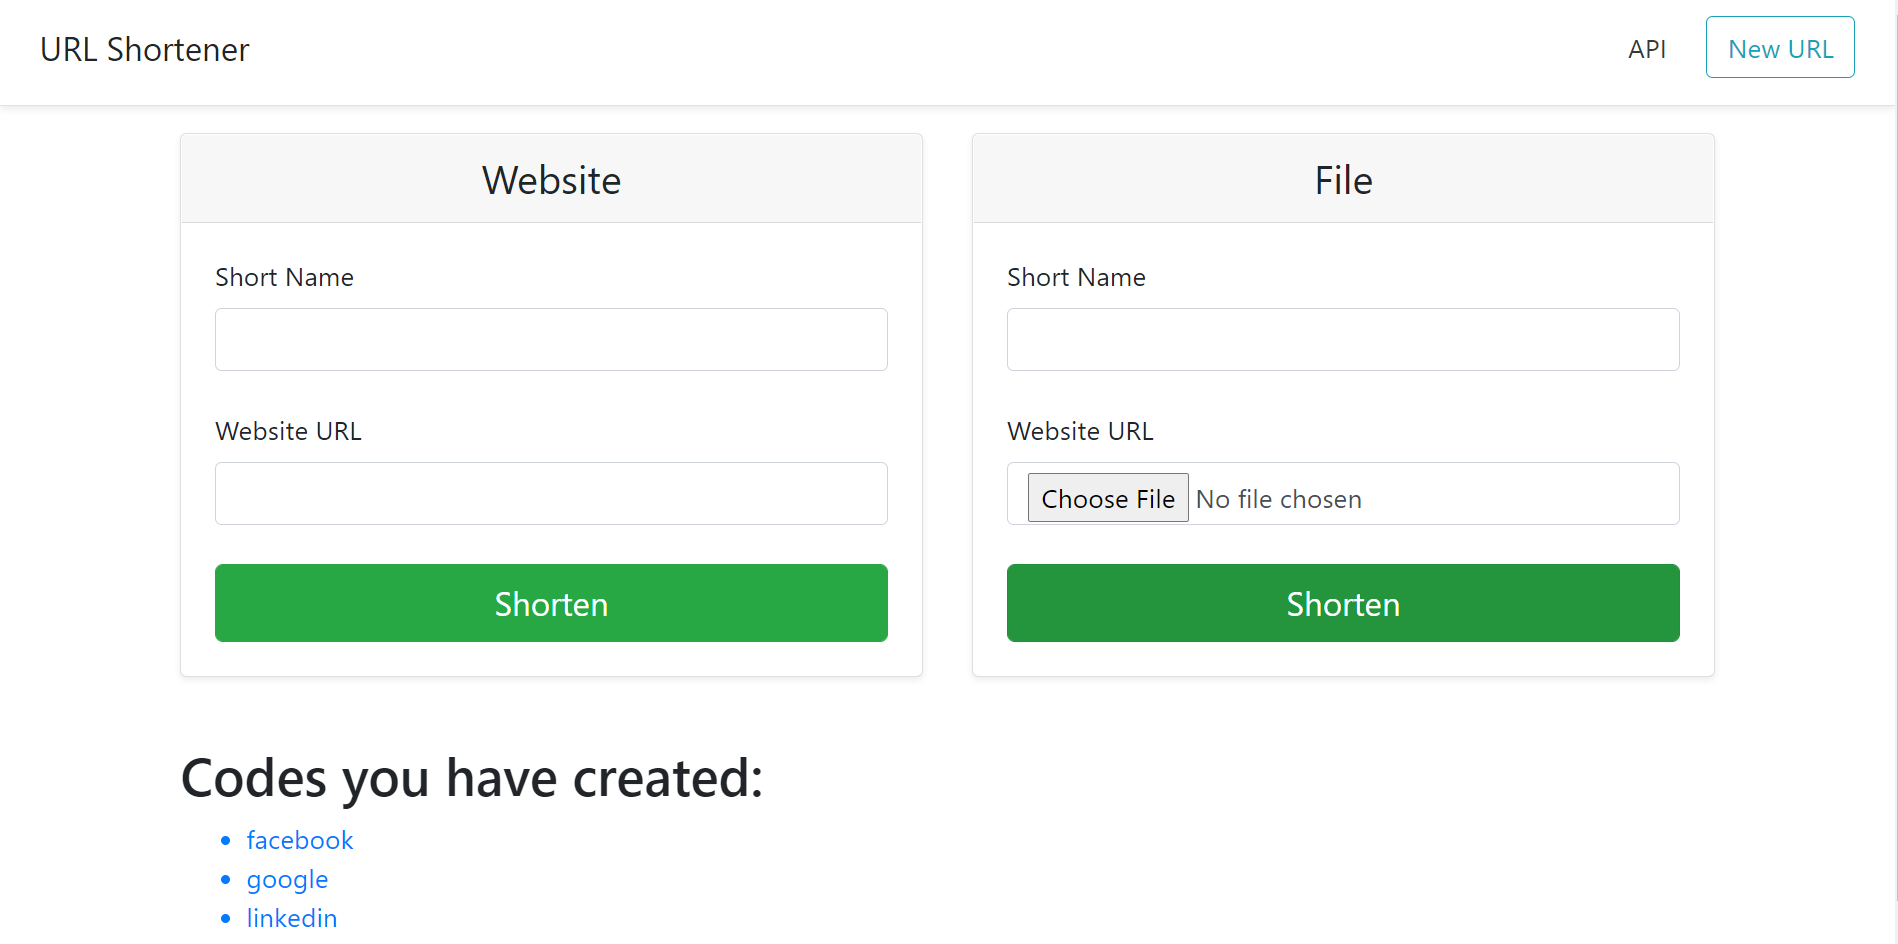 URL Shortener
API
New URL
Website
Short Name
Website URL
Shorten
File
Short Name
Website URL
Choose File No file chosen
Shorten
Codes you have created:
facebook
google
linkedin